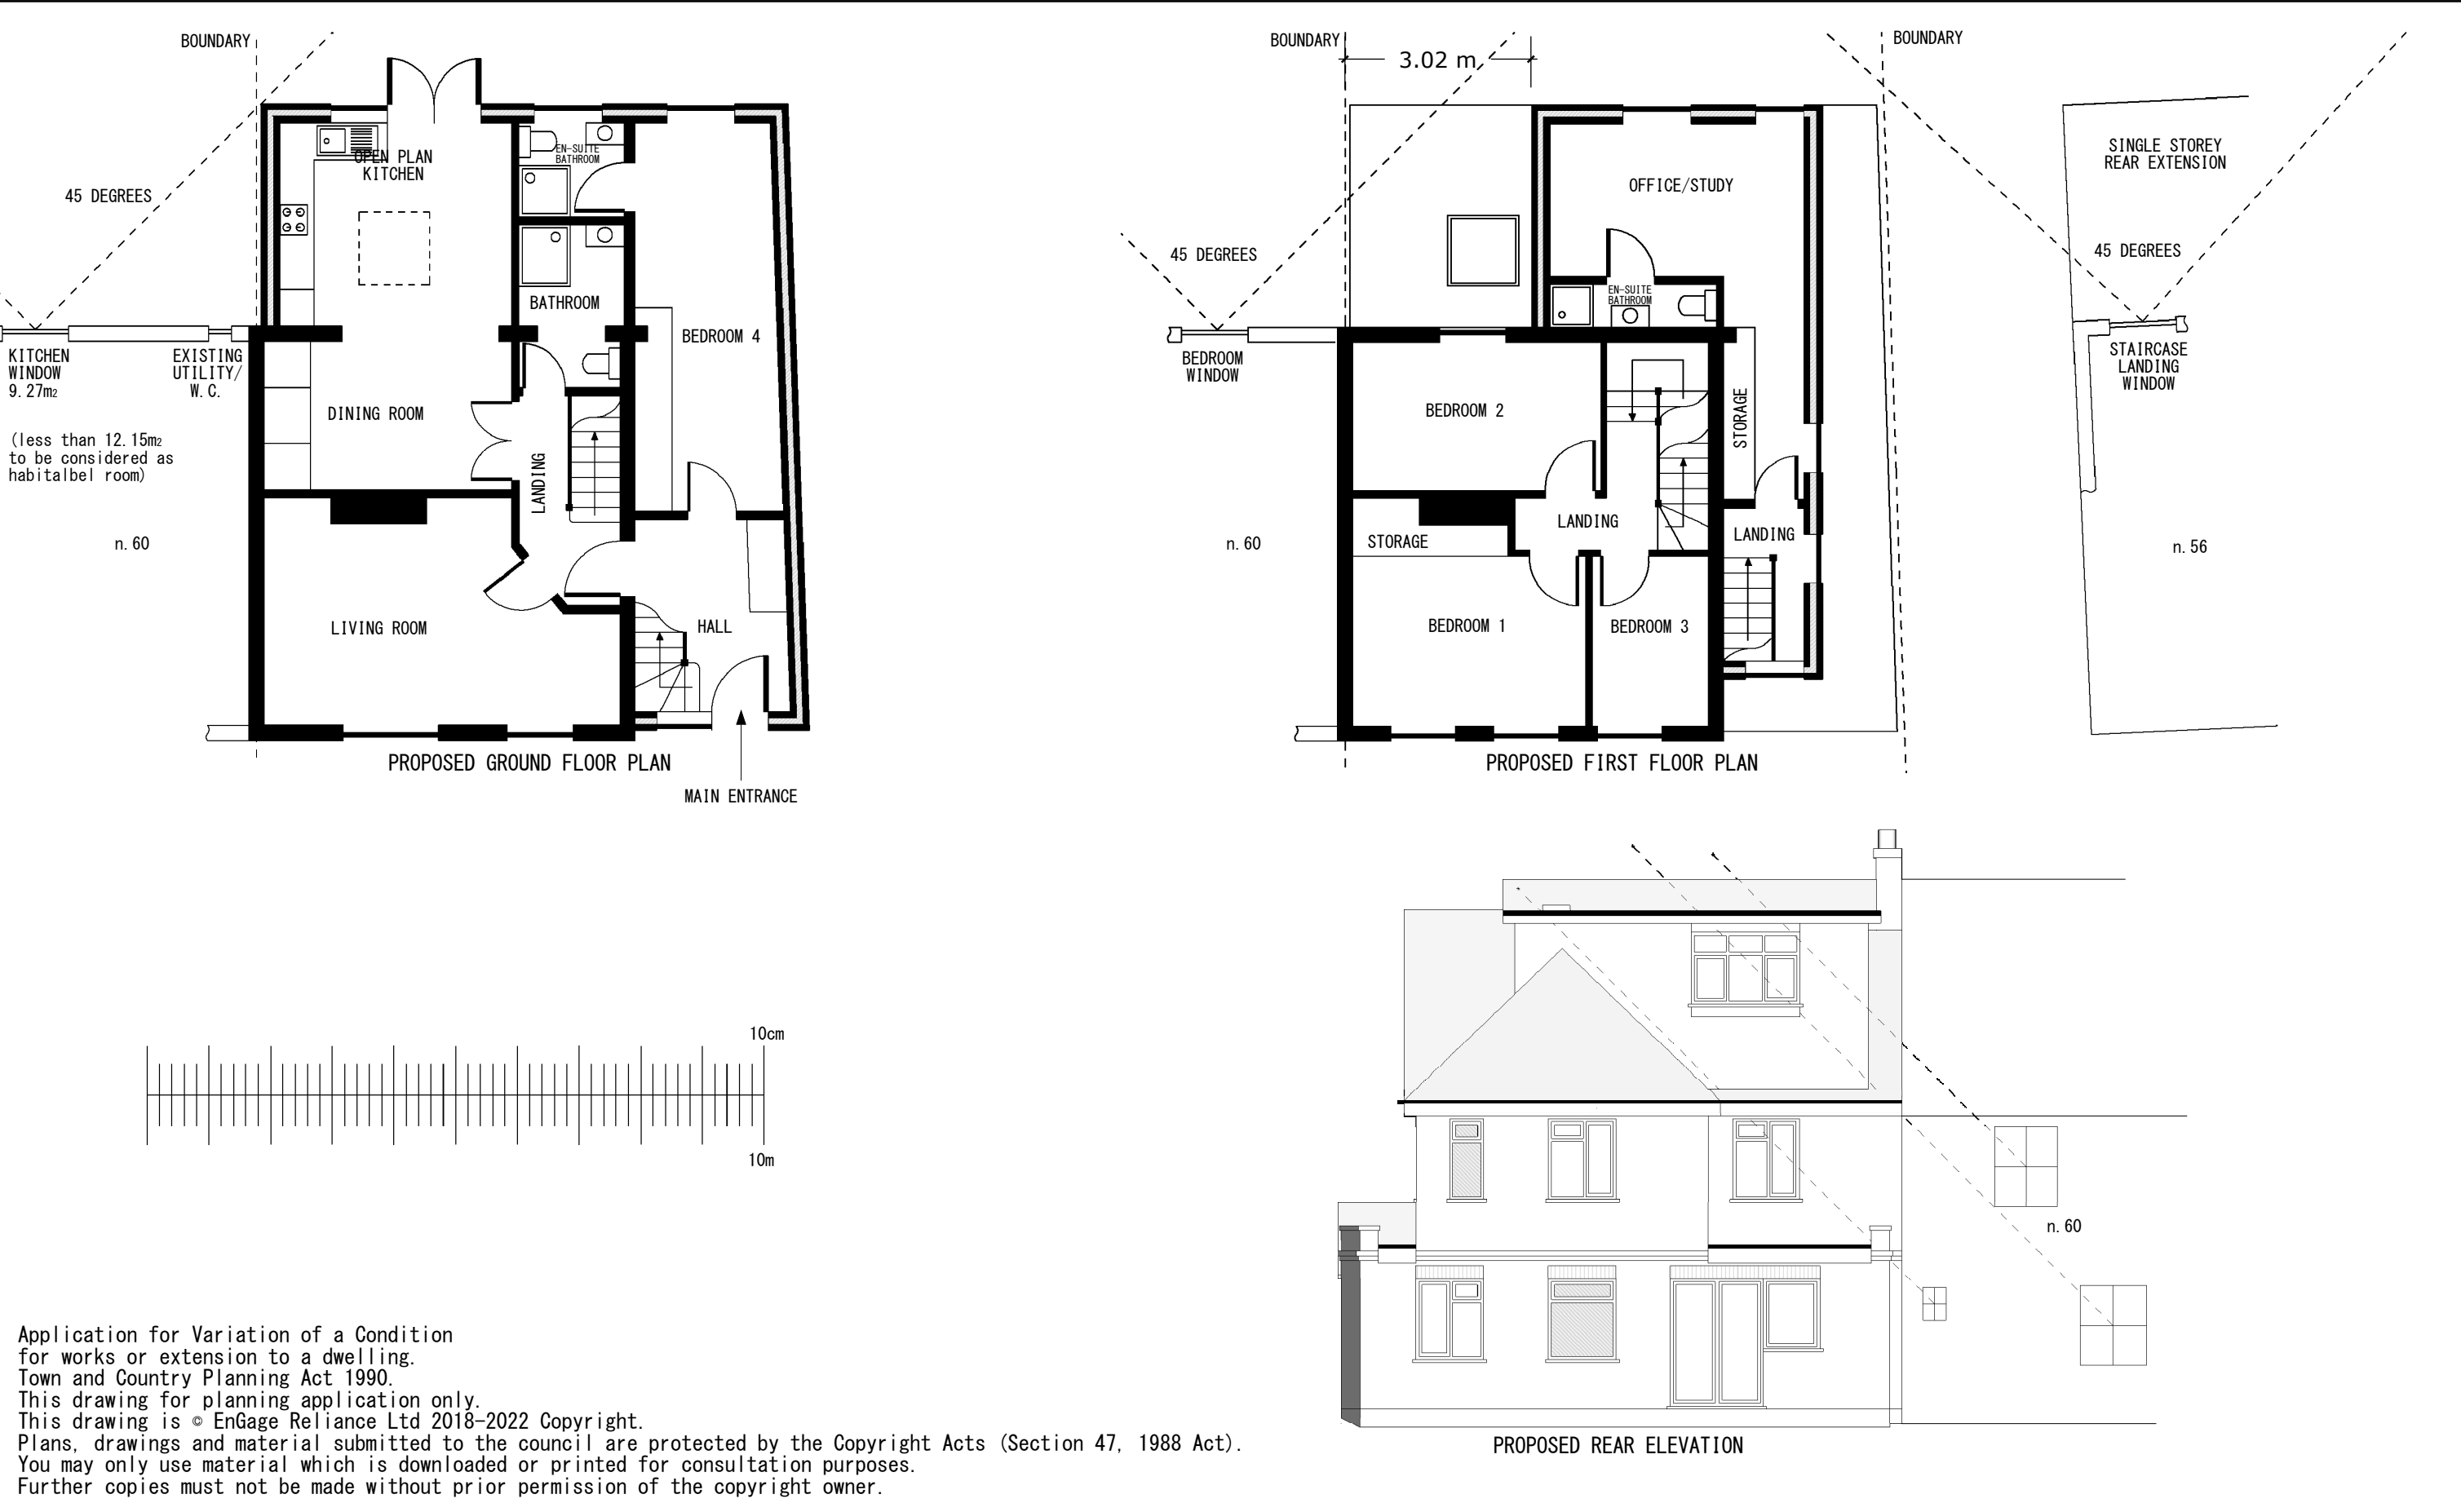 BOUNDARY
45 DEGREES
OPEN PLAN
KITCHEN
EN-SUITE
BATHROOM
BATHROOM
BEDROOM 4
KITCHEN
WINDOW
9.27m2
EXISTING
UTILITY/
W.C.
(less than 12.15m2
to be considered as
habitalbel room)
DINING ROOM
LANDING
n.60
LIVING ROOM
HALL
PROPOSED GROUND FLOOR PLAN
MAIN ENTRANCE
BOUNDARY
3.02 m
BOUNDARY
45 DEGREES
OFFICE/STUDY
EN-SUITE
BATHROOM
SINGLE STOREY
REAR EXTENSION
45 DEGREES
BEDROOM
WINDOW
BEDROOM 2
STORAGE
STAIRCASE
LANDING
WINDOW
n.60
STORAGE
LANDING
LANDING
n.56
BEDROOM 1
BEDROOM 3
PROPOSED FIRST FLOOR PLAN
10cm
10m
n.60
PROPOSED REAR ELEVATION
Application for Variation of a Condition
for works or extension to a dwelling.
Town and Country Planning Act 1990.
This drawing for planning application only.
This drawing is © EnGage Reliance Ltd 2018-2022 Copyright.
Plans, drawings and material submitted to the council are protected by the Copyright Acts (Section 47, 1988 Act).
You may only use material which is downloaded or printed for consultation purposes.
Further copies must not be made without prior permission of the copyright owner.